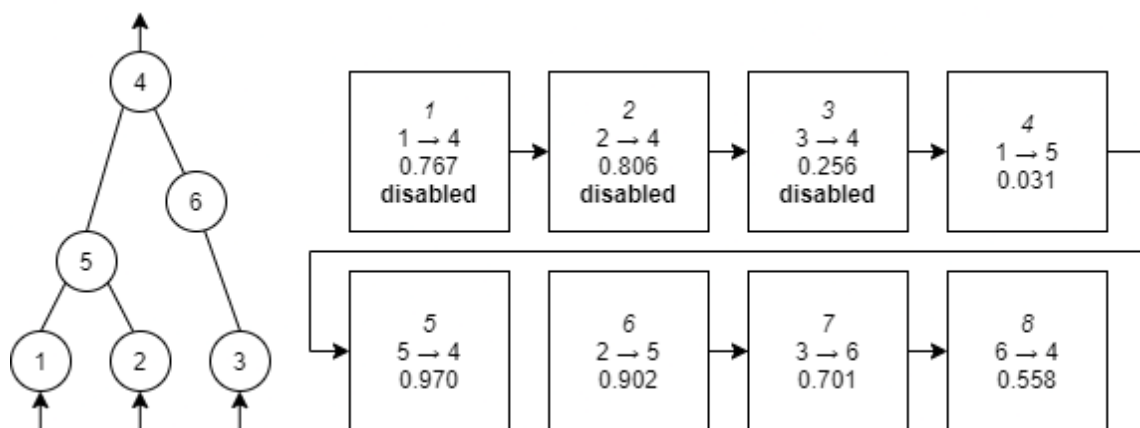 4
6
5
1
2
3
1
1 → 4
0.767
disabled
2
2 → 4
0.806
disabled
3
3 → 4
0.256
disabled
4
1 → 5
0.031
5
5 → 4
0.970
6
2 → 5
0.902
7
3 → 6
0.701
8
6 → 4
0.558